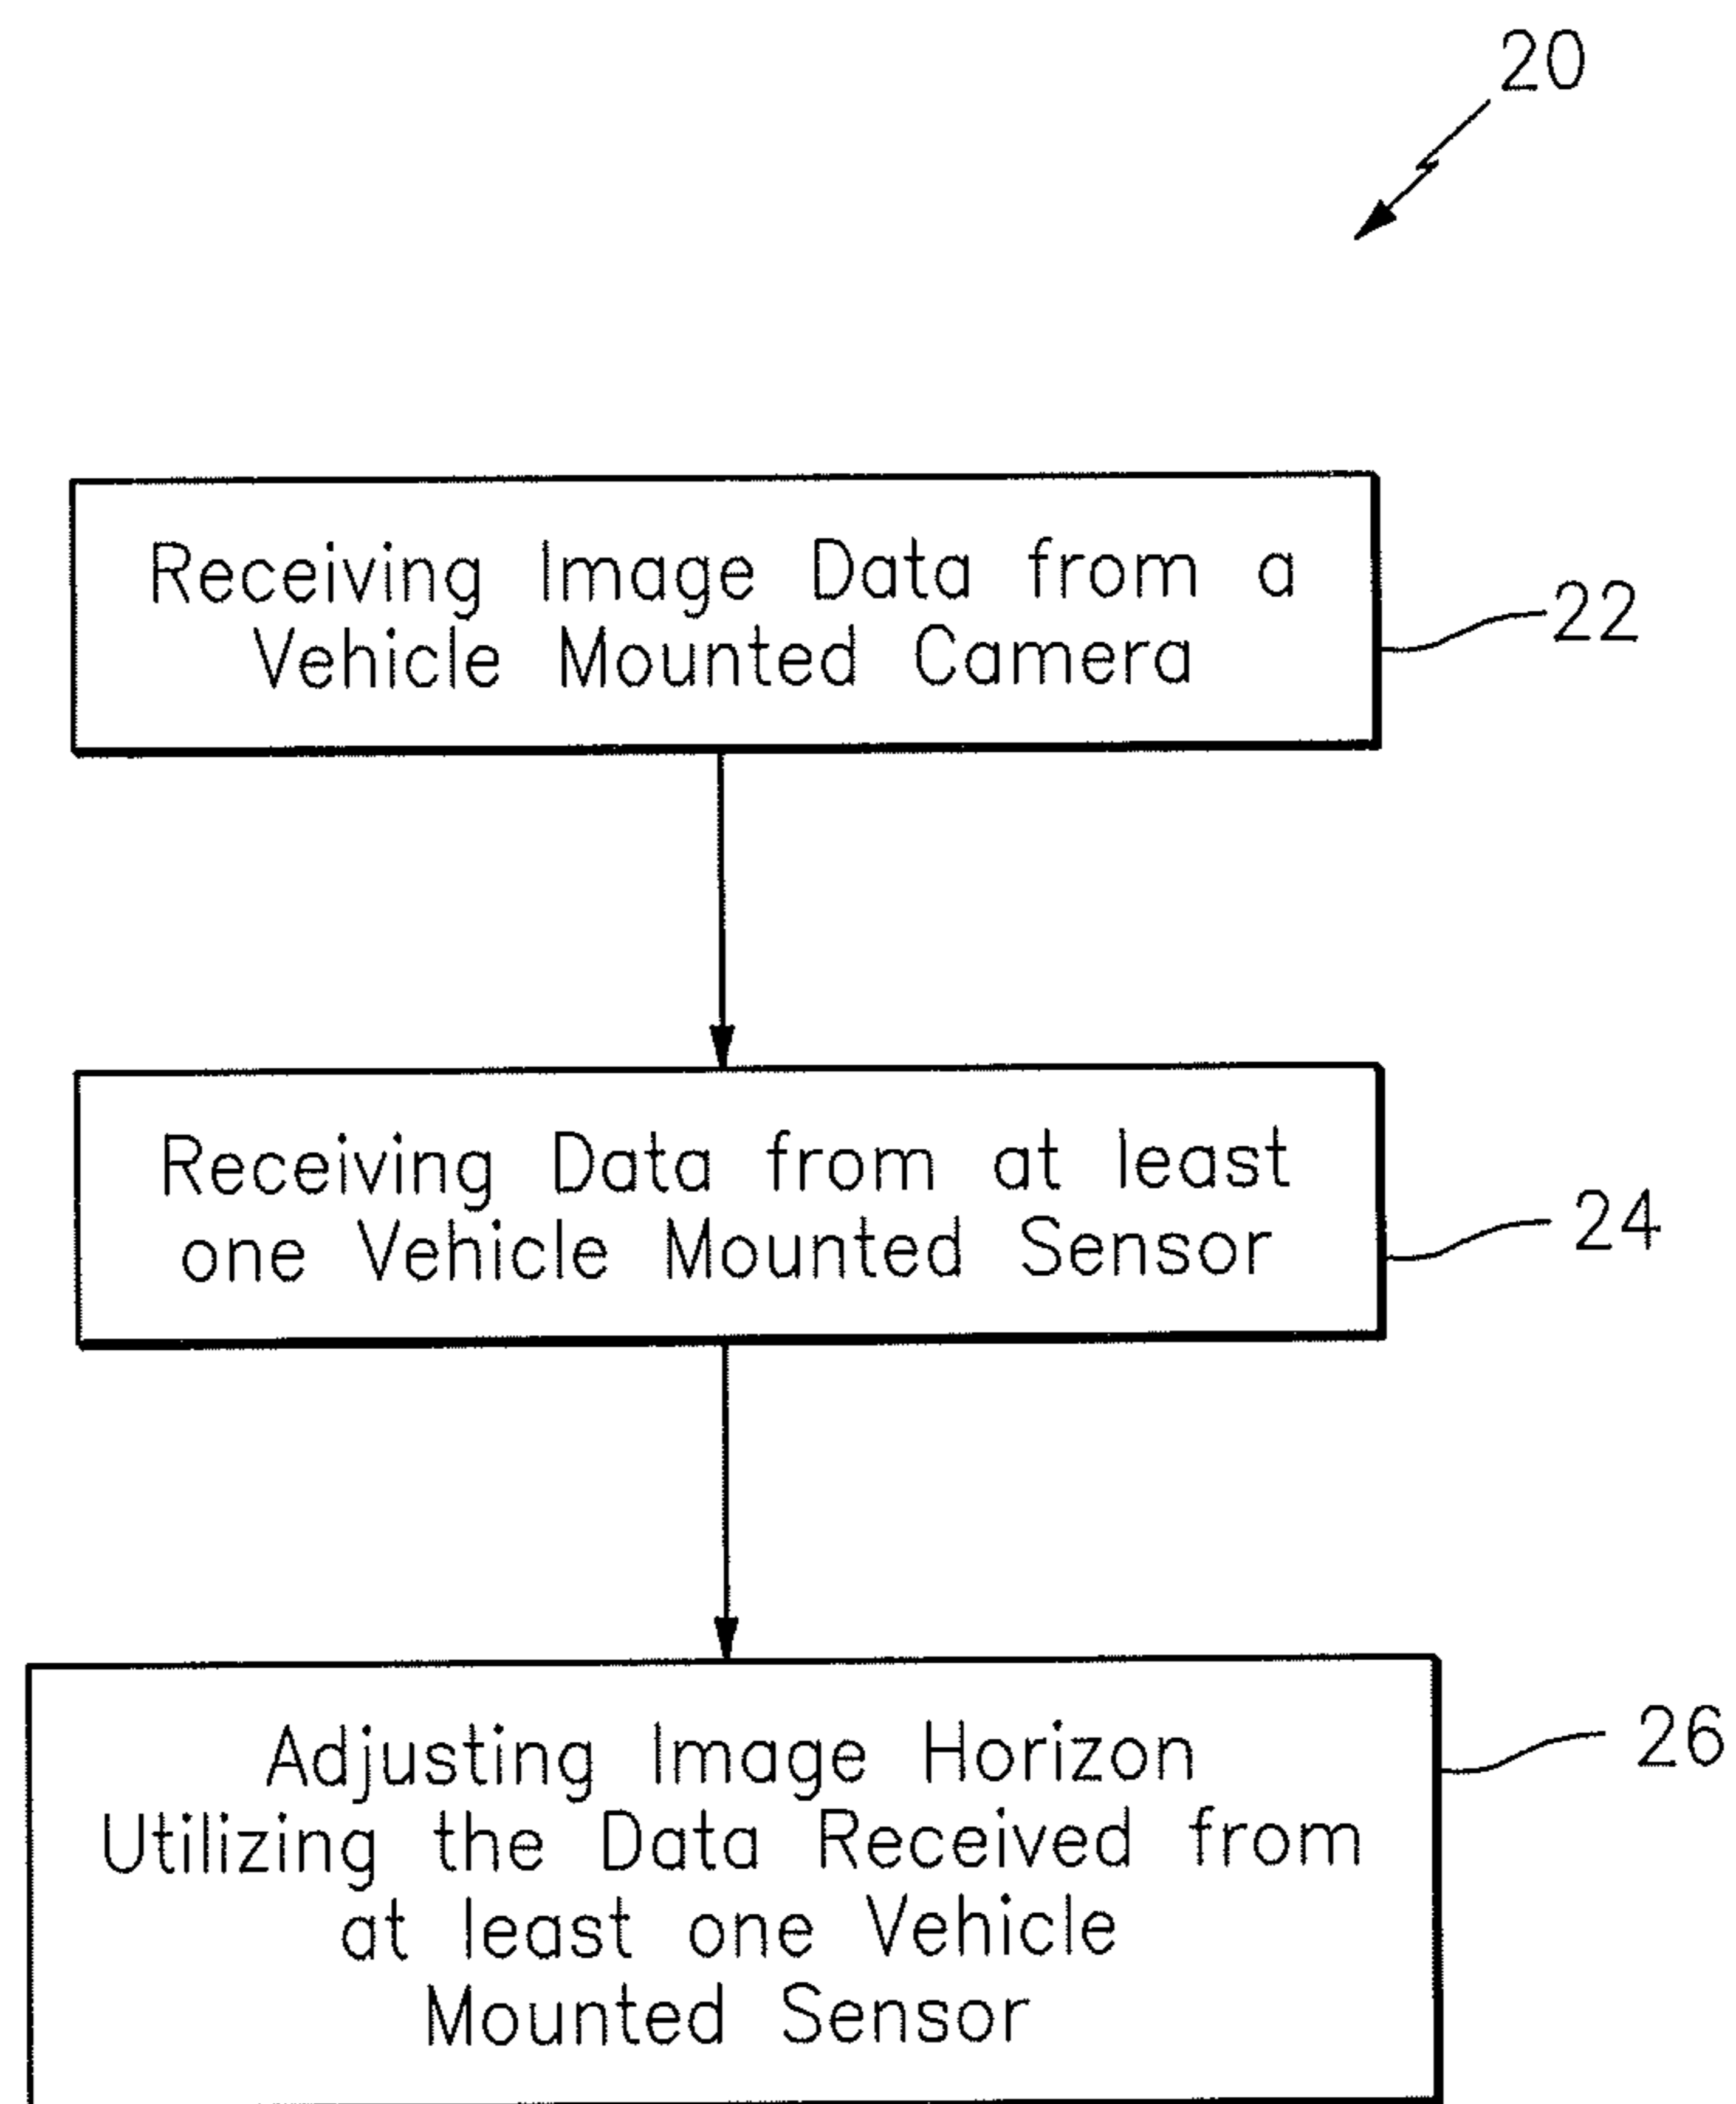 20
Receiving Image Data from a
Vehicle Mounted Camera
22
Receiving Data from at least
one Vehicle Mounted Sensor
24
Adjusting Image Horizon
Utilizing the Data Received from
at least one Vehicle
Mounted Sensor
26